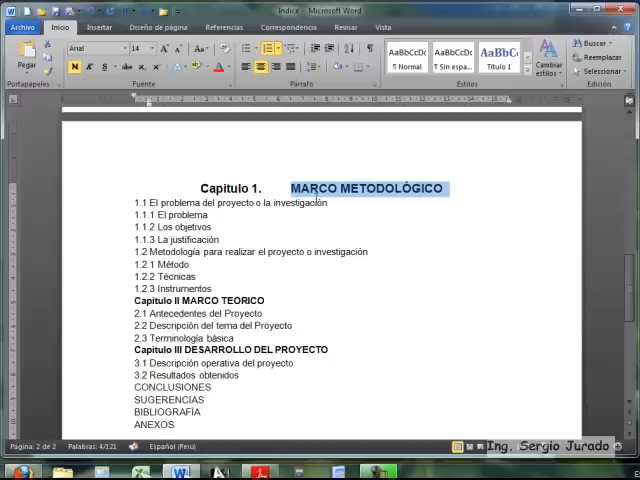 Indice - Microsoft Word
Archivo Inicio Insertar Diseño de página Referencias Correspondencia Revisar Vista
Arial 14
Pegar
N
AaBbCcDc AaBbCcDc AaBbC
¶ Normal ¶ Sin espa... Título 1
Cambiar estilos
Buscar
Reemplazar
Seleccionar
Portapapeles Fuente Párrafo Estilos Edición
Capitulo 1. MARCO METODOLÓGICO
1.1 El problema del proyecto o la investigación
1.1.1 El problema
1.1.2 Los objetivos
1.1.3 La justificación
1.2 Metodología para realizar el proyecto o investigación
1.2.1 Método
1.2.2 Técnicas
1.2.3 Instrumentos
Capitulo II MARCO TEORICO
2.1 Antecedentes del Proyecto
2.2 Descripción del tema del Proyecto
2.3 Terminología básica
Capitulo III DESARROLLO DEL PROYECTO
3.1 Descripción operativa del proyecto
3.2 Resultados obtenidos
CONCLUSIONES
SUGERENCIAS
BIBLIOGRAFÍA
ANEXOS
Página: 2 de 2 Palabras: 4/121 Español (Perú)
Ing. Sergio Jurado